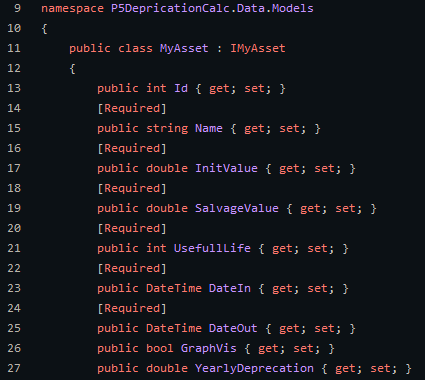 9 namespace P5DepricationCalc.Data.Models
10 {
11 public class MyAsset : IMyAsset
12 {
13 public int Id { get; set; }
14 [Required]
15 public string Name { get; set; }
16 [Required]
17 public double InitValue { get; set; }
18 [Required]
19 public double SalvageValue { get; set; }
20 [Required]
21 public int UsefullLife { get; set; }
22 [Required]
23 public DateTime DateIn { get; set; }
24 [Required]
25 public DateTime DateOut { get; set; }
26 public bool GraphVis { get; set; }
27 public double YearlyDeprecation { get; set; }